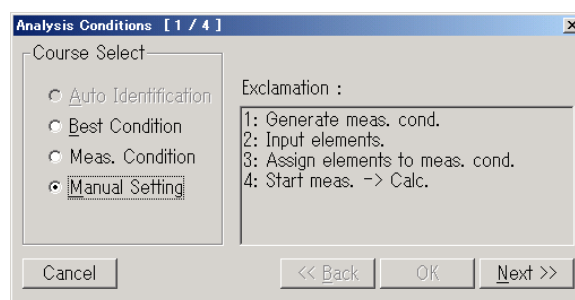 Analysis Conditions [1/4]
Course Select
Auto Identification
Best Condition
Meas. Condition
Manual Setting
Exclamation :
1: Generate meas. cond.
2: Input elements.
3: Assign elements to meas. cond.
4: Start meas. -> Calc.
Cancel
<< Back
OK
Next >>